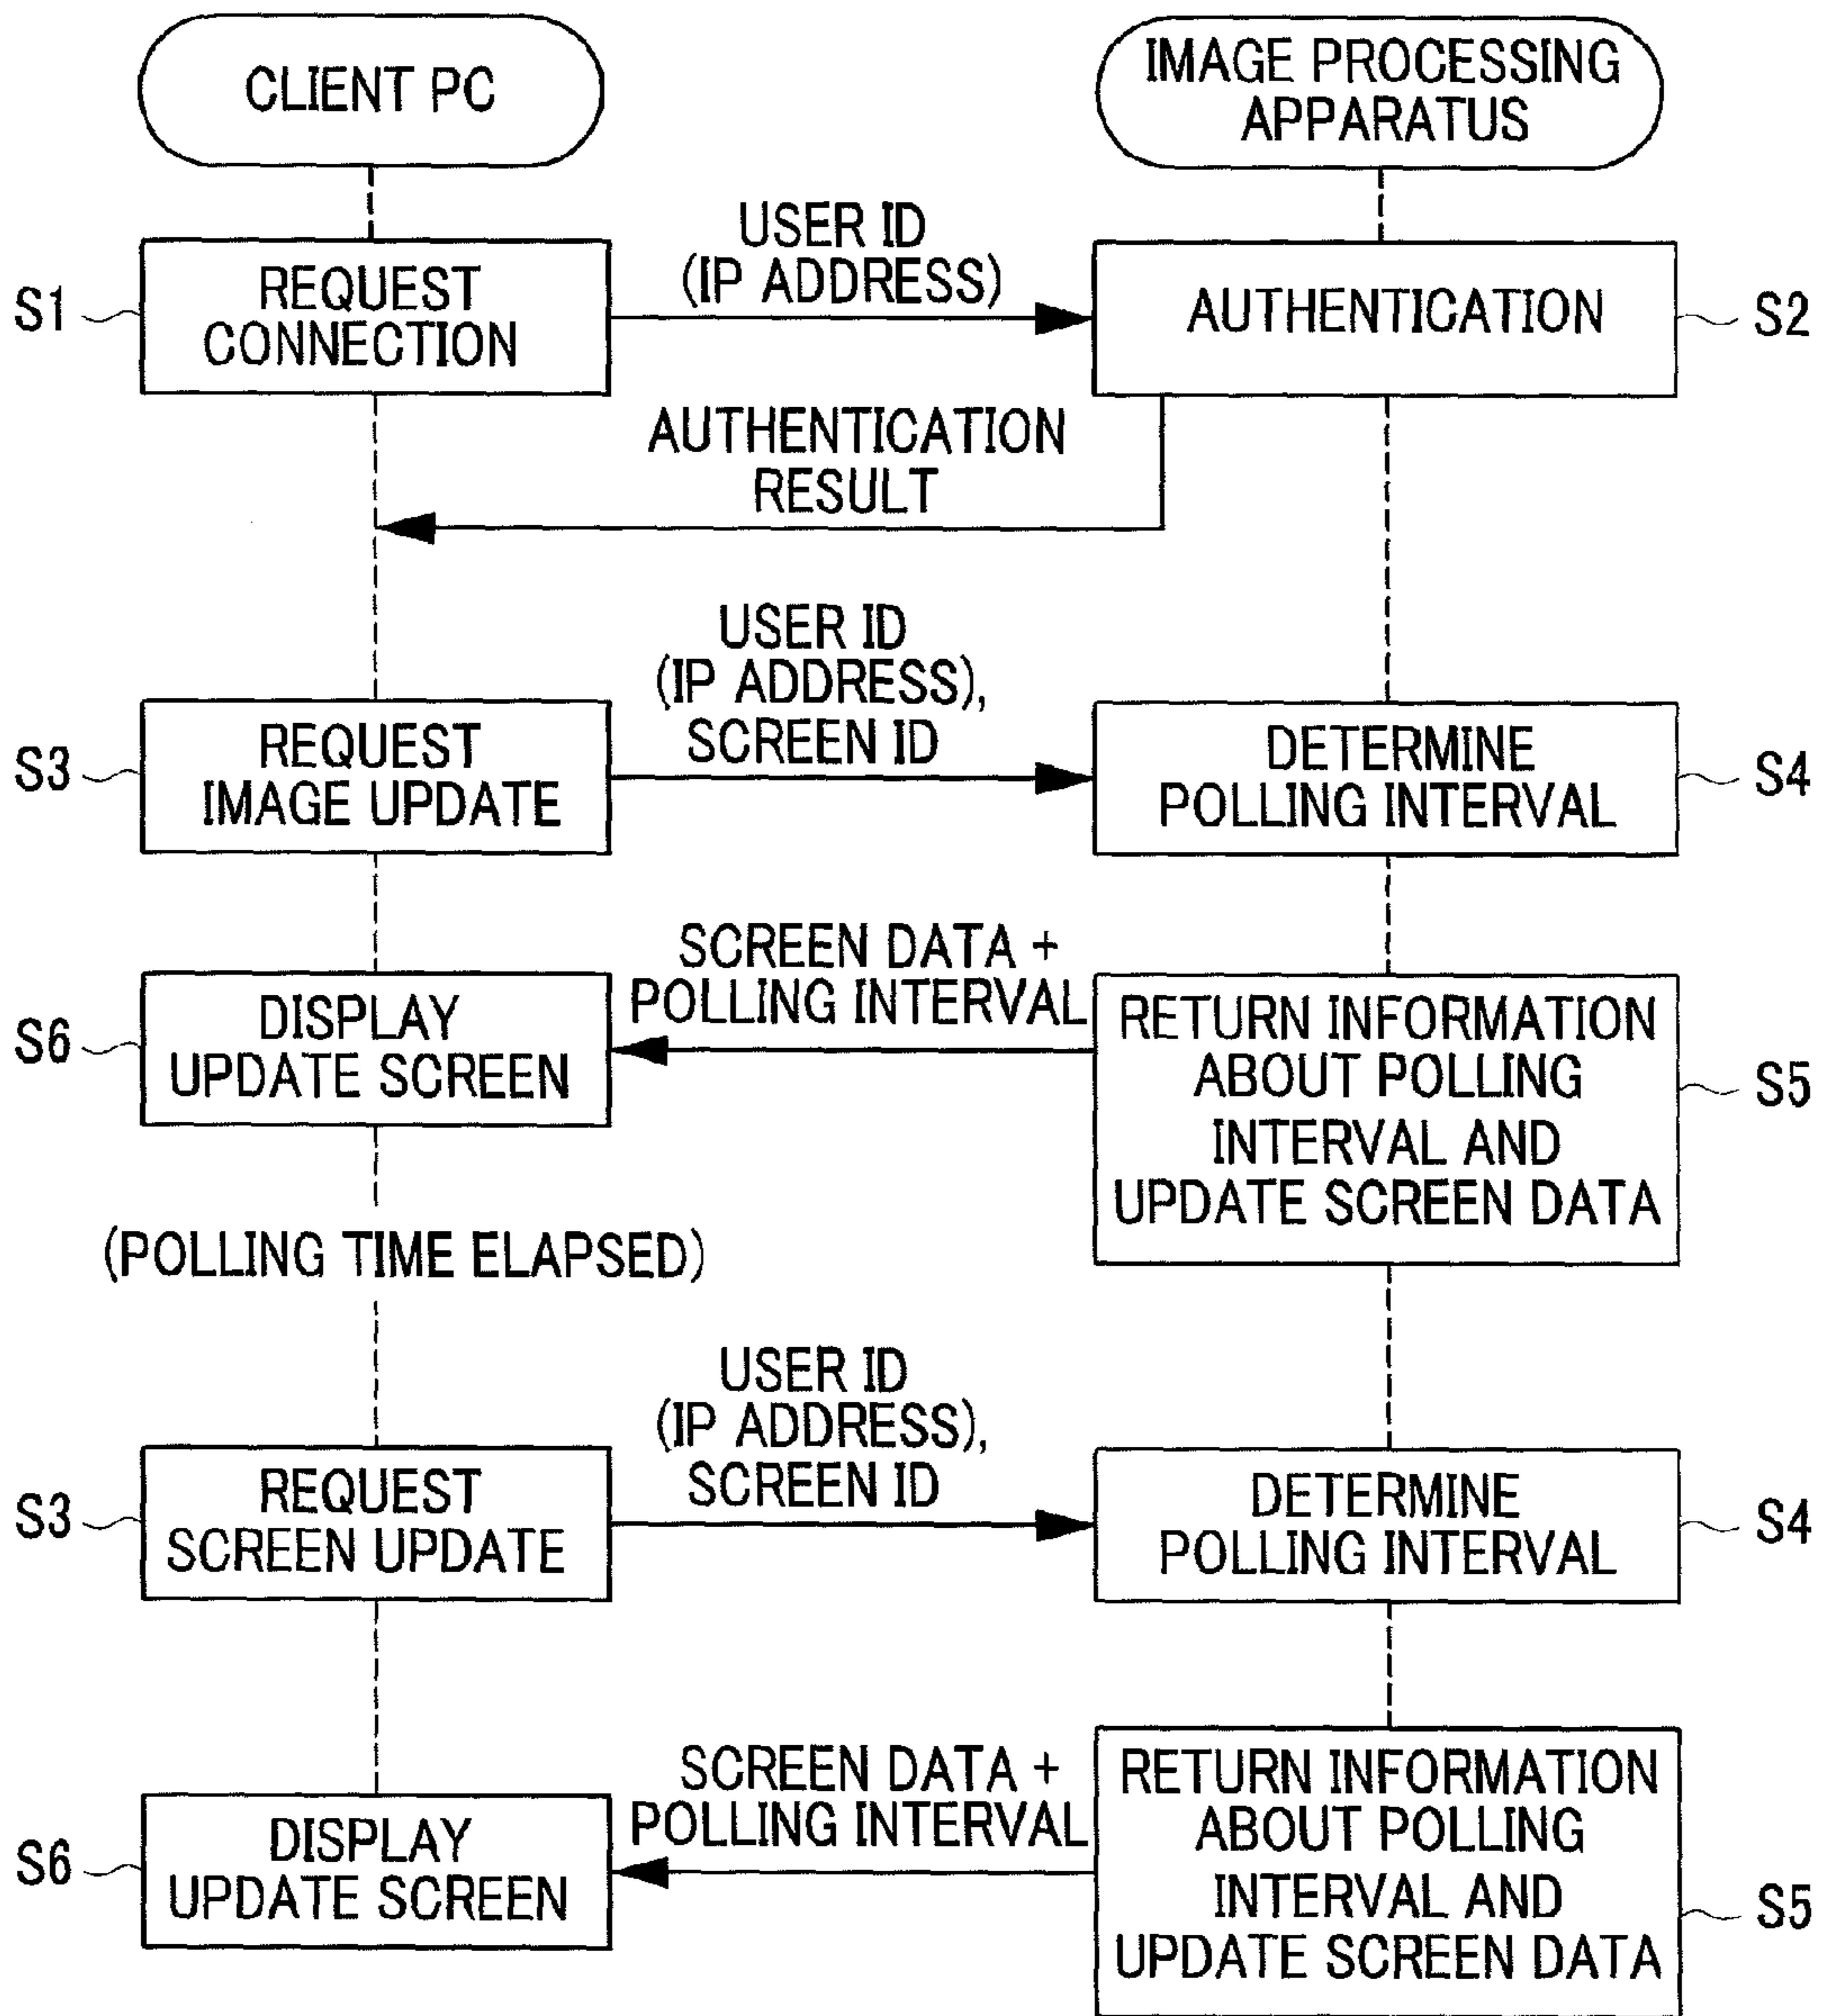 CLIENT PC
IMAGE PROCESSING
APPARATUS
S1
REQUEST
CONNECTION
USER ID
(IP ADDRESS)
AUTHENTICATION
S2
AUTHENTICATION
RESULT
S3
REQUEST
IMAGE UPDATE
USER ID
(IP ADDRESS),
SCREEN ID
DETERMINE
POLLING INTERVAL
S4
S6
DISPLAY
UPDATE SCREEN
SCREEN DATA +
POLLING INTERVAL
RETURN INFORMATION
ABOUT POLLING
INTERVAL AND
UPDATE SCREEN DATA
S5
(POLLING TIME ELAPSED)
S3
REQUEST
SCREEN UPDATE
USER ID
(IP ADDRESS),
SCREEN ID
DETERMINE
POLLING INTERVAL
S4
S6
DISPLAY
UPDATE SCREEN
SCREEN DATA +
POLLING INTERVAL
RETURN INFORMATION
ABOUT POLLING
INTERVAL AND
UPDATE SCREEN DATA
S5